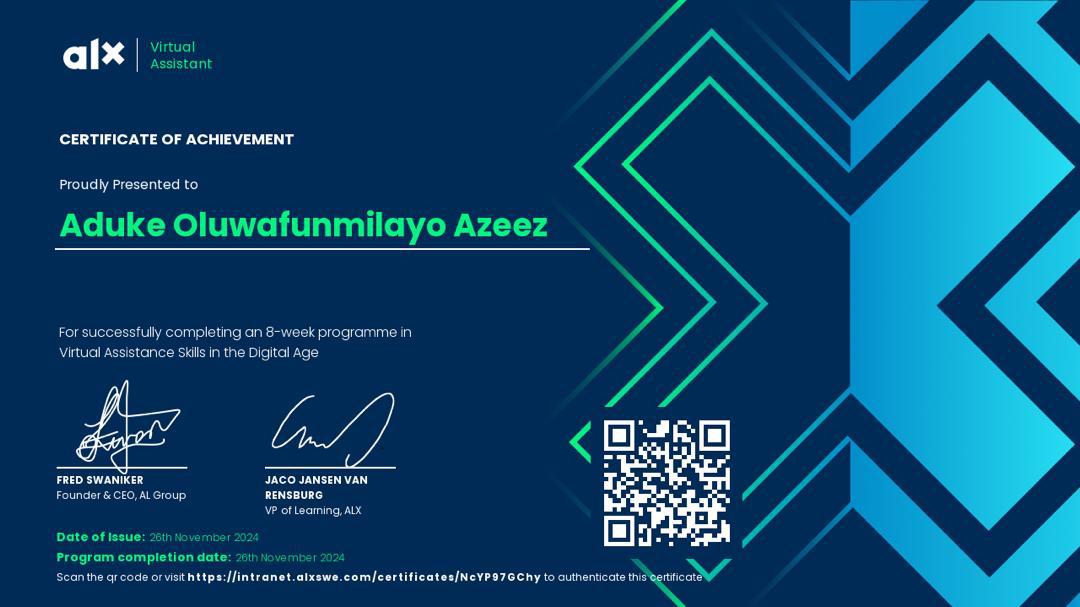 alx
Virtual
Assistant
CERTIFICATE OF ACHIEVEMENT
Proudly Presented to
Aduke Oluwafunmilayo Azeez
For successfully completing an 8-week programme in
Virtual Assistance Skills in the Digital Age
FRED SWANIKER
Founder & CEO, AL Group
JACO JANSEN VAN
RENSBURG
VP of Learning, ALX
Date of Issue: 26th November 2024
Program completion date: 26th November 2024
Scan the qr code or visit https://intranet.alxswe.com/certificates/NcYP97GChy to authenticate this certificate